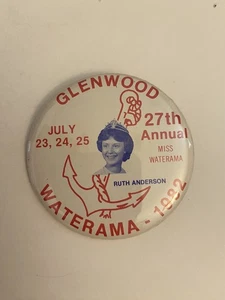 GLENWOOD
27th
Annual
MISS
WATERAMA
JULY
23, 24, 25
RUTH ANDERSON
WATERAMA - 1982